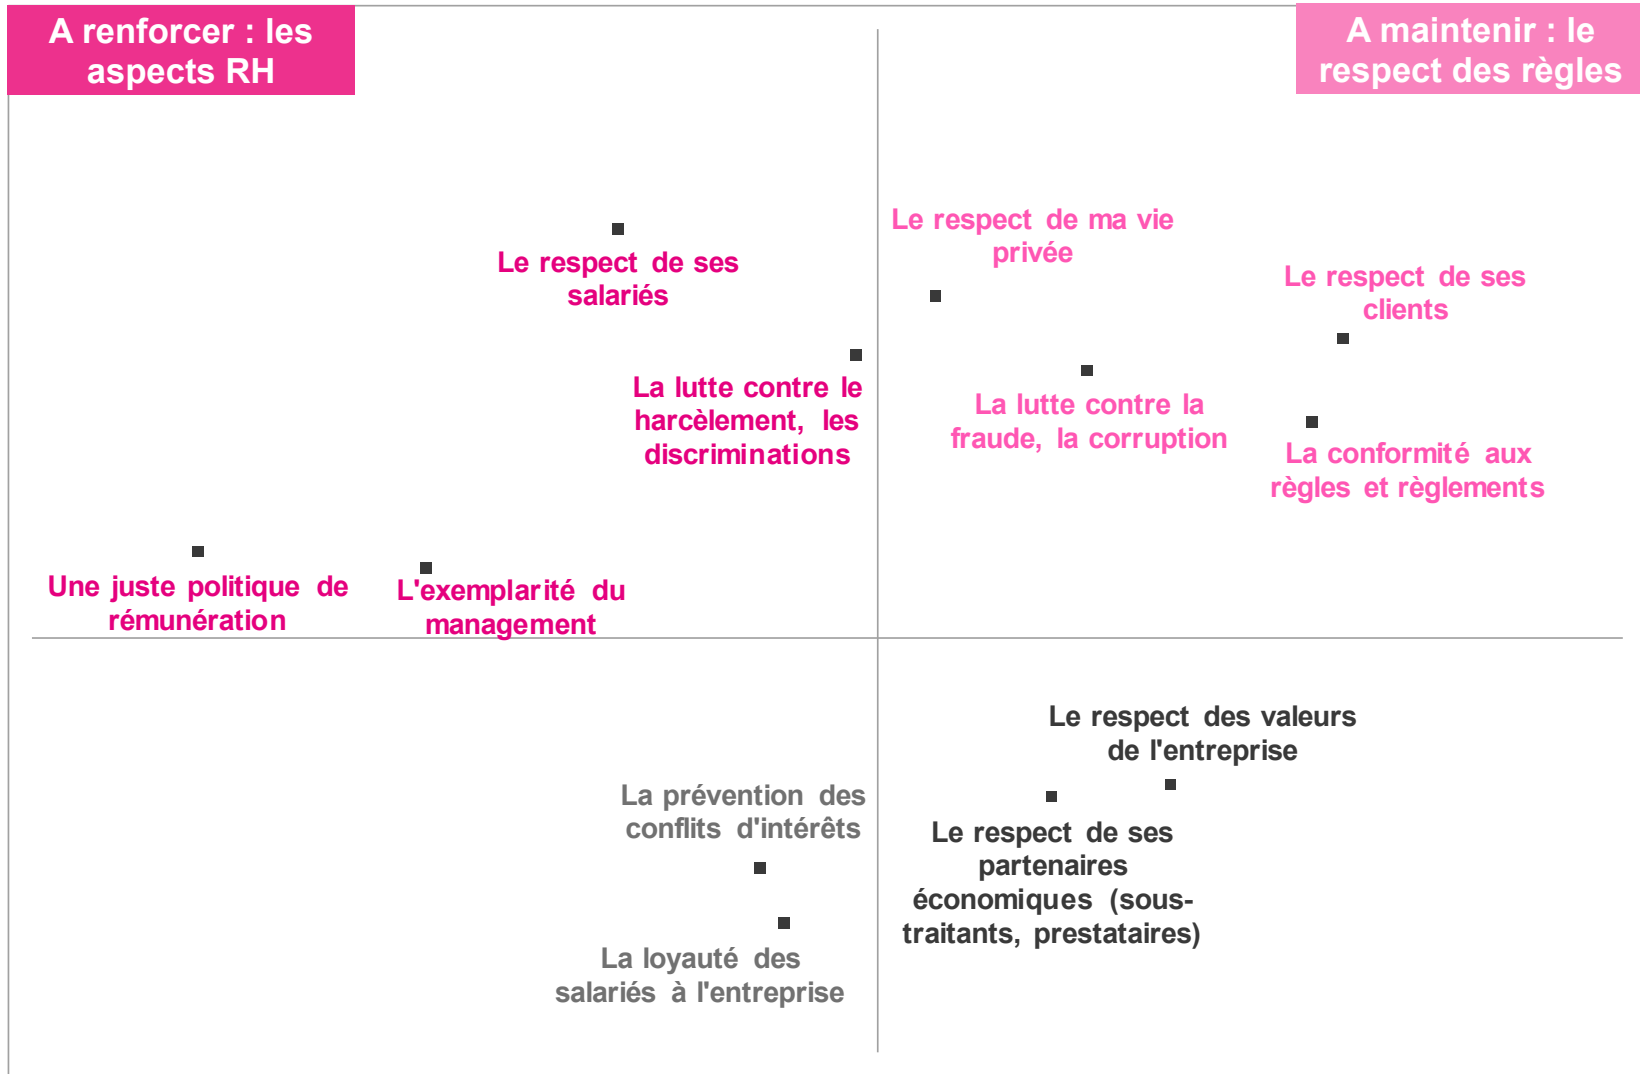 A renforcer : les
aspects RH
A maintenir : le
respect des règles
Le respect de ma vie
privée
Le respect de ses
salariés
Le respect de ses
clients
La lutte contre le
harcèlement, les
discriminations
La lutte contre la
fraude, la corruption
La conformité aux
règles et règlements
Une juste politique de
rémunération
L'exemplarité du
management
Le respect des valeurs
de l'entreprise
La prévention des
conflits d'intérêts
Le respect de ses
partenaires
économiques (sous-
traitants, prestataires)
La loyauté des
salariés à l'entreprise